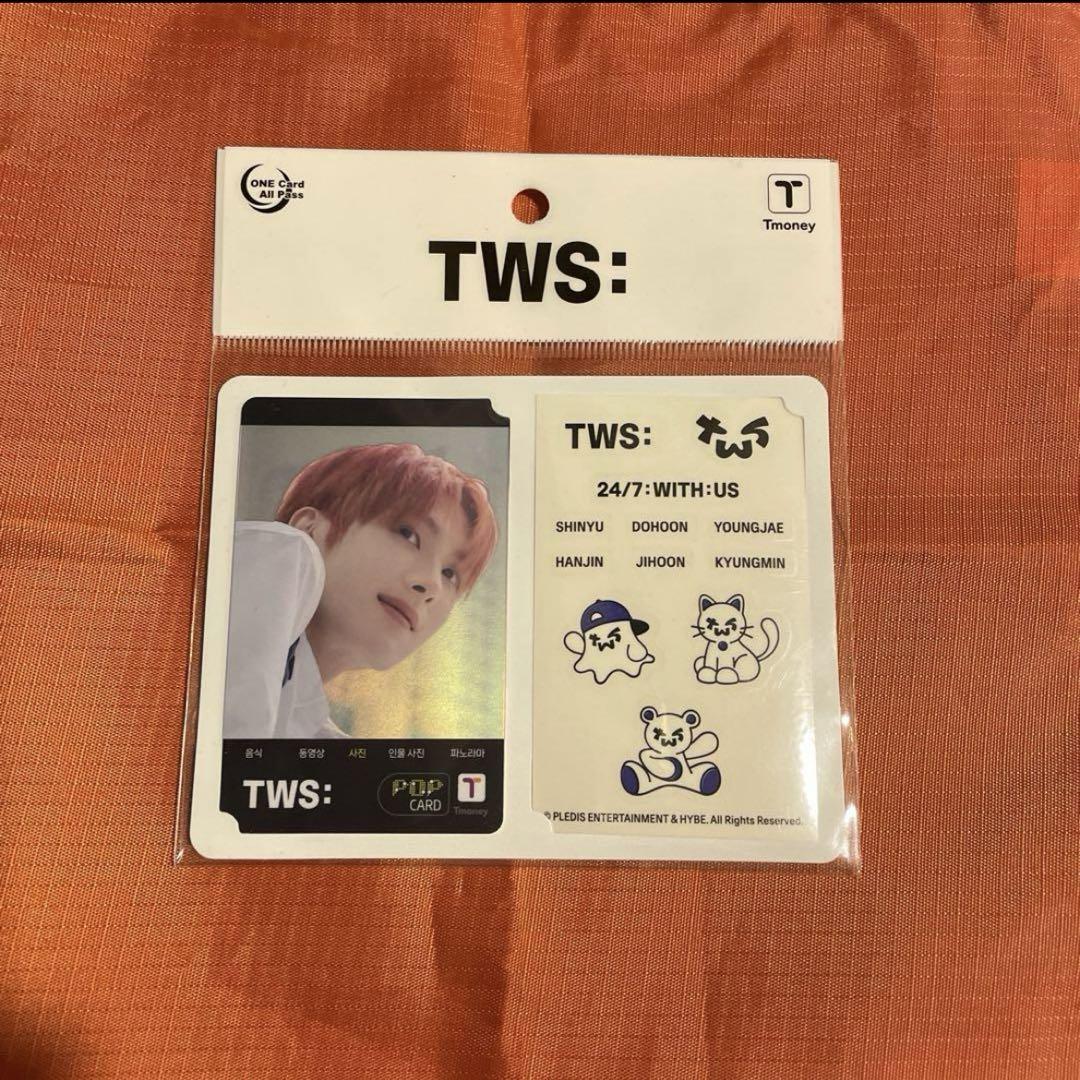 ONE Card
All Pass
Tmoney
TWS:
TWS:
24/7:WITH:US
SHINYU DOHOON YOUNGJAE
HANJIN JIHOON KYUNGMIN
음식 동영상 사진 인물 사진 파노라마
TWS:
POP
CARD
Tmoney
© PLEDIS ENTERTAINMENT & HYBE. All Rights Reserved.